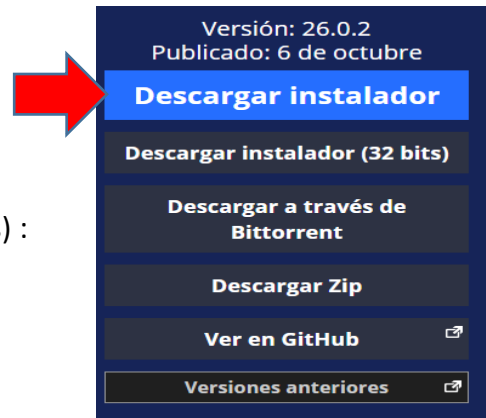 Versión: 26.0.2
Publicado: 6 de octubre
Descargar instalador
Descargar instalador (32 bits)
Descargar a través de
Bittorrent
) :
Descargar Zip
Ver en GitHub
Versiones anteriores